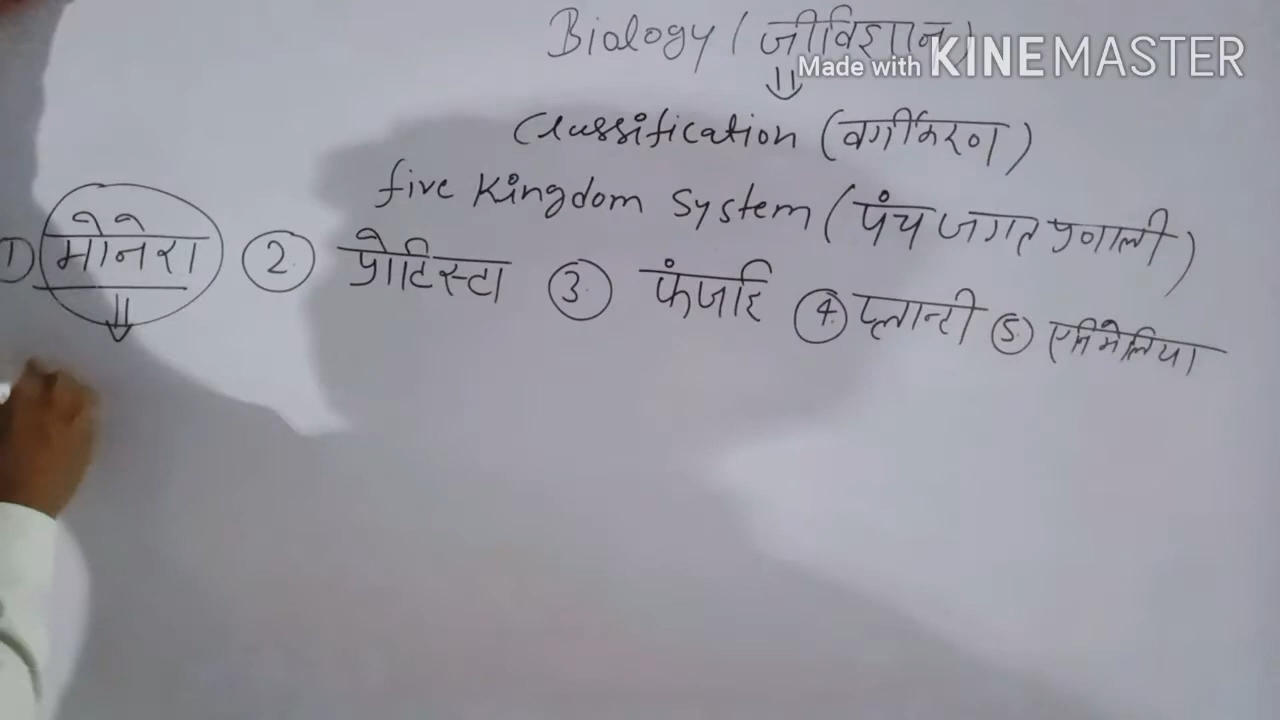 Biology (जीविज्ञान)
Made with KINEMASTER
⇓
Classification (वर्गीकरण)
five Kingdom System (पंच जगत प्रणाली)
① मोनेरा ② प्रोटिस्टा ③ फंजाई ④ प्लान्टी ⑤ एनिमेलिया
⇓